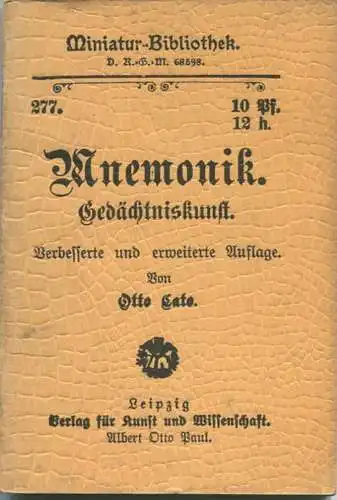 Miniatur-Bibliothek.
D. R.-G.-M. 68598.
277.
10 Pf.
12 h.
Mnemonik.
Gedächtniskunst.
Verbesserte und erweiterte Auflage.
Von
Otto Cato.
Leipzig
Verlag für Kunst und Wissenschaft.
Albert Otto Paul.